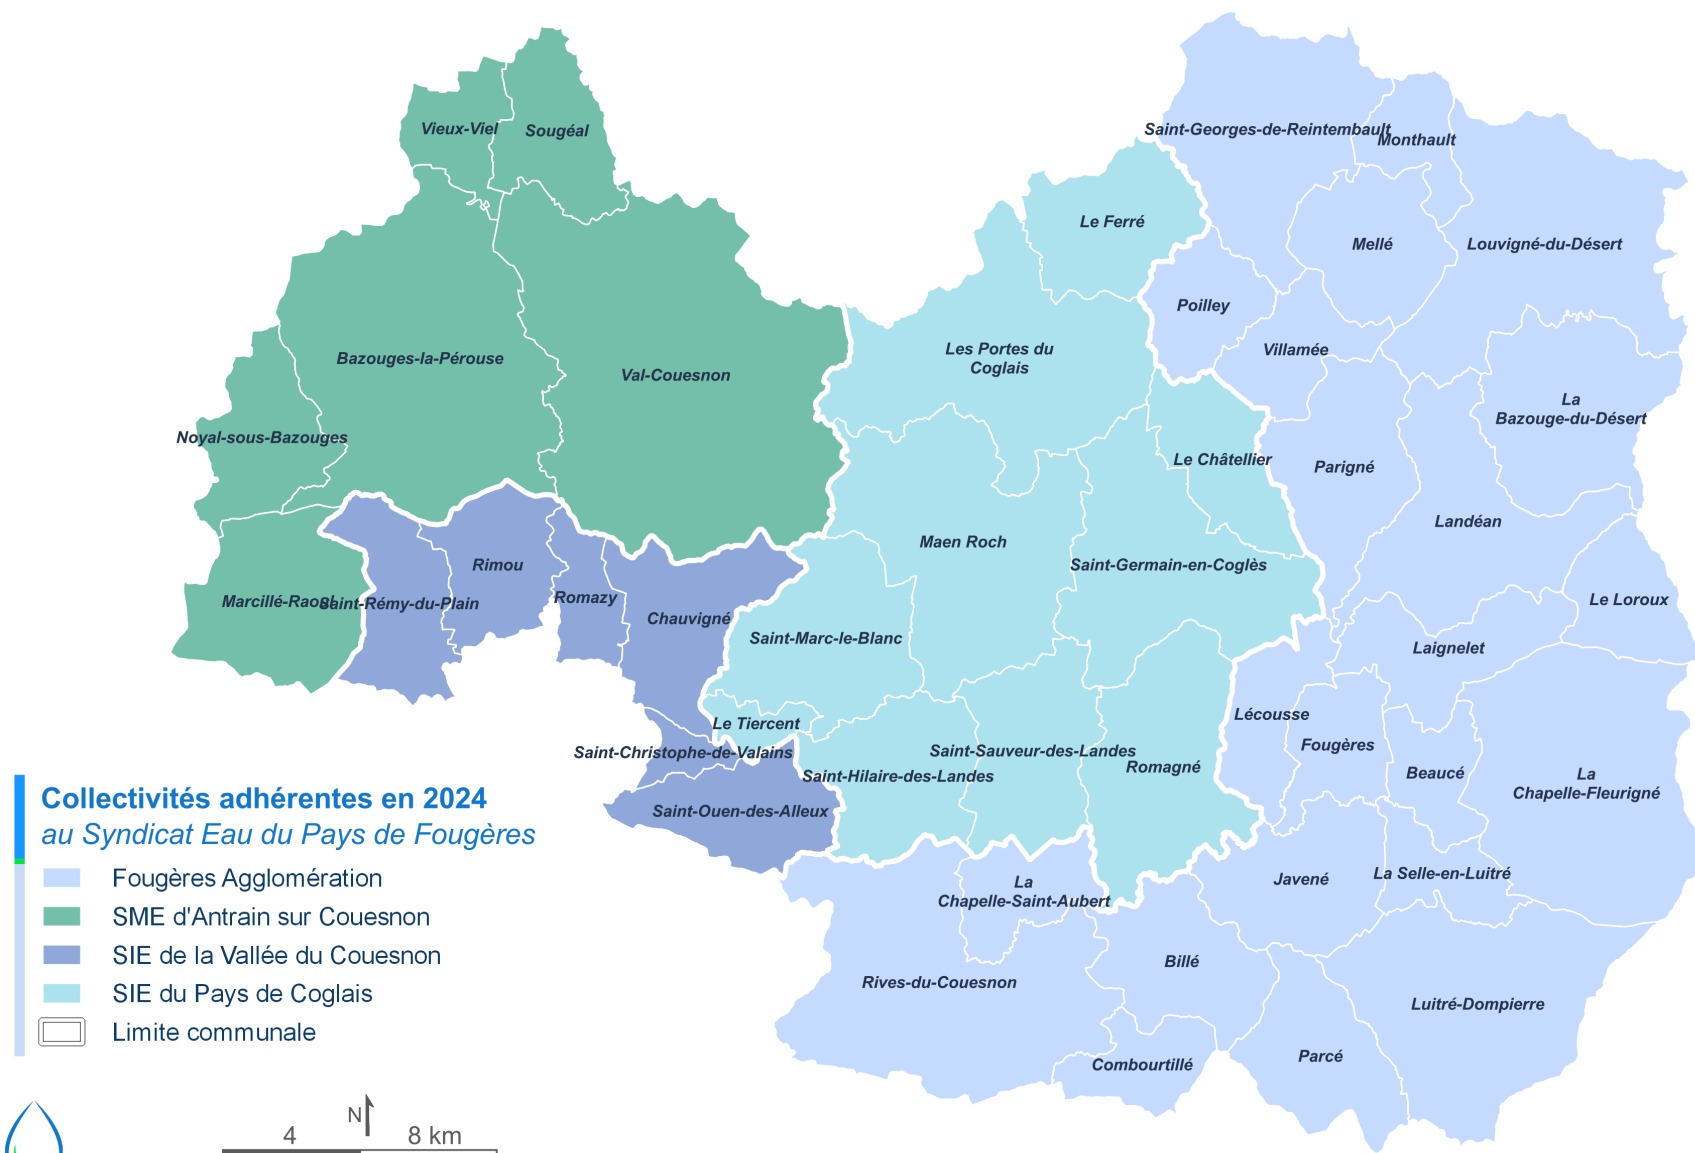 Vieux-Viel
Sougéal
Saint-Georges-de-Reintembault
Monthault
Le Ferré
Mellé
Louvigné-du-Désert
Poilley
Villamée
Bazouges-la-Pérouse
Val-Couesnon
Les Portes du
Coglais
La
Bazouge-du-Désert
Noyal-sous-Bazouges
Le Châtellier
Parigné
Landéan
Maen Roch
Saint-Germain-en-Coglès
Rimou
Romazy
Marcillé-Raoul
Saint-Rémy-du-Plain
Chauvigné
Saint-Marc-le-Blanc
Le Loroux
Laignelet
Lécousse
Fougères
Le Tiercent
Saint-Christophe-de-Valains
Saint-Hilaire-des-Landes
Saint-Sauveur-des-Landes
Romagné
Beaucé
La
Chapelle-Fleurigné
Saint-Ouen-des-Alleux
La
Chapelle-Saint-Aubert
Javené
La Selle-en-Luitré
Billé
Rives-du-Couesnon
Luitré-Dompierre
Combourtillé
Parcé
Collectivités adhérentes en 2024
au Syndicat Eau du Pays de Fougères
Fougères Agglomération
SME d'Antrain sur Couesnon
SIE de la Vallée du Couesnon
SIE du Pays de Coglais
Limite communale
N
4 8 km